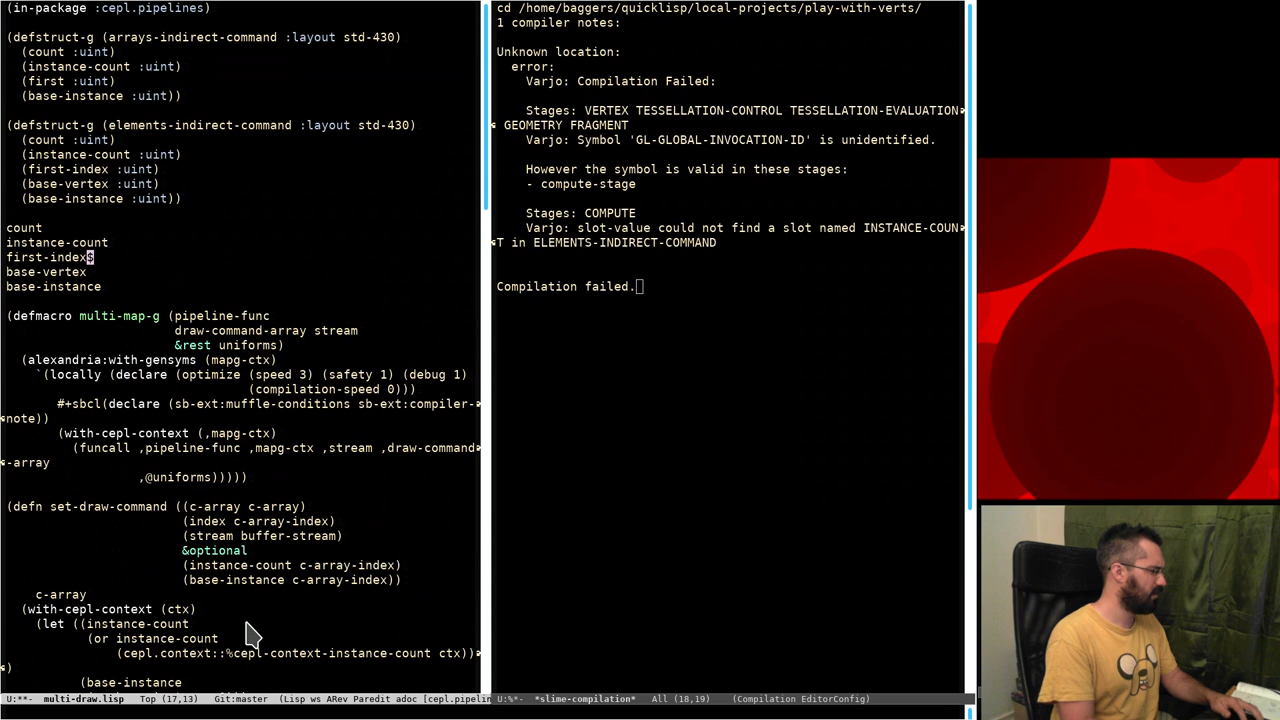 (in-package :cepl.pipelines)
(defstruct-g (arrays-indirect-command :layout std-430)
(count :uint)
(instance-count :uint)
(first :uint)
(base-instance :uint))
(defstruct-g (elements-indirect-command :layout std-430)
(count :uint)
(instance-count :uint)
(first-index :uint)
(base-vertex :uint)
(base-instance :uint))
count
instance-count
first-index$
base-vertex
base-instance
(defmacro multi-map-g (pipeline-func
draw-command-array stream
&rest uniforms)
(alexandria:with-gensyms (mapg-ctx)
`(locally (declare (optimize (speed 3) (safety 1) (debug 1)
(compilation-speed 0)))
#+sbcl(declare (sb-ext:muffle-conditions sb-ext:compiler-
note))
(with-cepl-context (,mapg-ctx)
(funcall ,pipeline-func ,mapg-ctx ,stream ,draw-command
-array
,@uniforms)))))
(defn set-draw-command ((c-array c-array)
(index c-array-index)
(stream buffer-stream)
&optional
(instance-count c-array-index)
(base-instance c-array-index))
c-array
(with-cepl-context (ctx)
(let ((instance-count
(or instance-count
(cepl.context::%cepl-context-instance-count ctx))
)
(base-instance
U:**- multi-draw.lisp Top (17,13) Git:master (Lisp ws ARev Paredit adoc [cepl.pipelin
cd /home/baggers/quicklisp/local-projects/play-with-verts/
1 compiler notes:
Unknown location:
error:
Varjo: Compilation Failed:
Stages: VERTEX TESSELLATION-CONTROL TESSELLATION-EVALUATION
GEOMETRY FRAGMENT
Varjo: Symbol 'GL-GLOBAL-INVOCATION-ID' is unidentified.
However the symbol is valid in these stages:
- compute-stage
Stages: COMPUTE
Varjo: slot-value could not find a slot named INSTANCE-COUN
T in ELEMENTS-INDIRECT-COMMAND
Compilation failed.
U:%*- *slime-compilation* All (18,19) (Compilation EditorConfig)